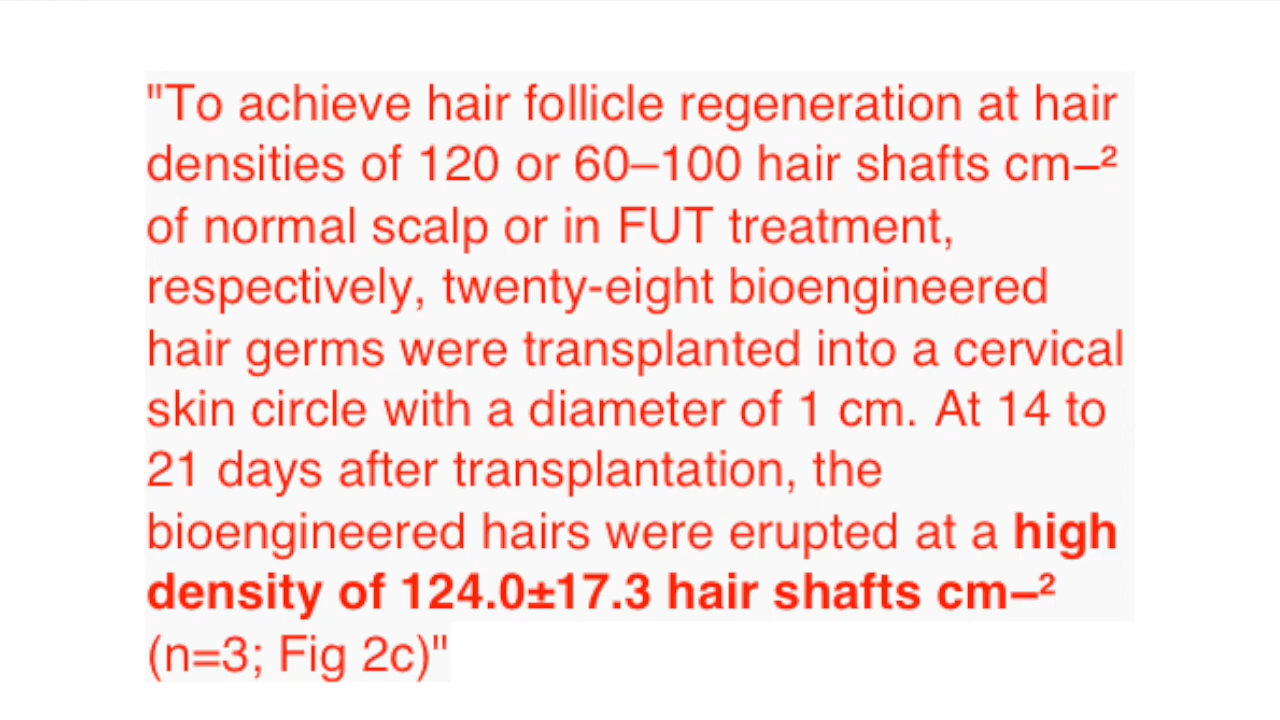 "To achieve hair follicle regeneration at hair
densities of 120 or 60–100 hair shafts cm–²
of normal scalp or in FUT treatment,
respectively, twenty-eight bioengineered
hair germs were transplanted into a cervical
skin circle with a diameter of 1 cm. At 14 to
21 days after transplantation, the
bioengineered hairs were erupted at a high
density of 124.0±17.3 hair shafts cm–²
(n=3; Fig 2c)"